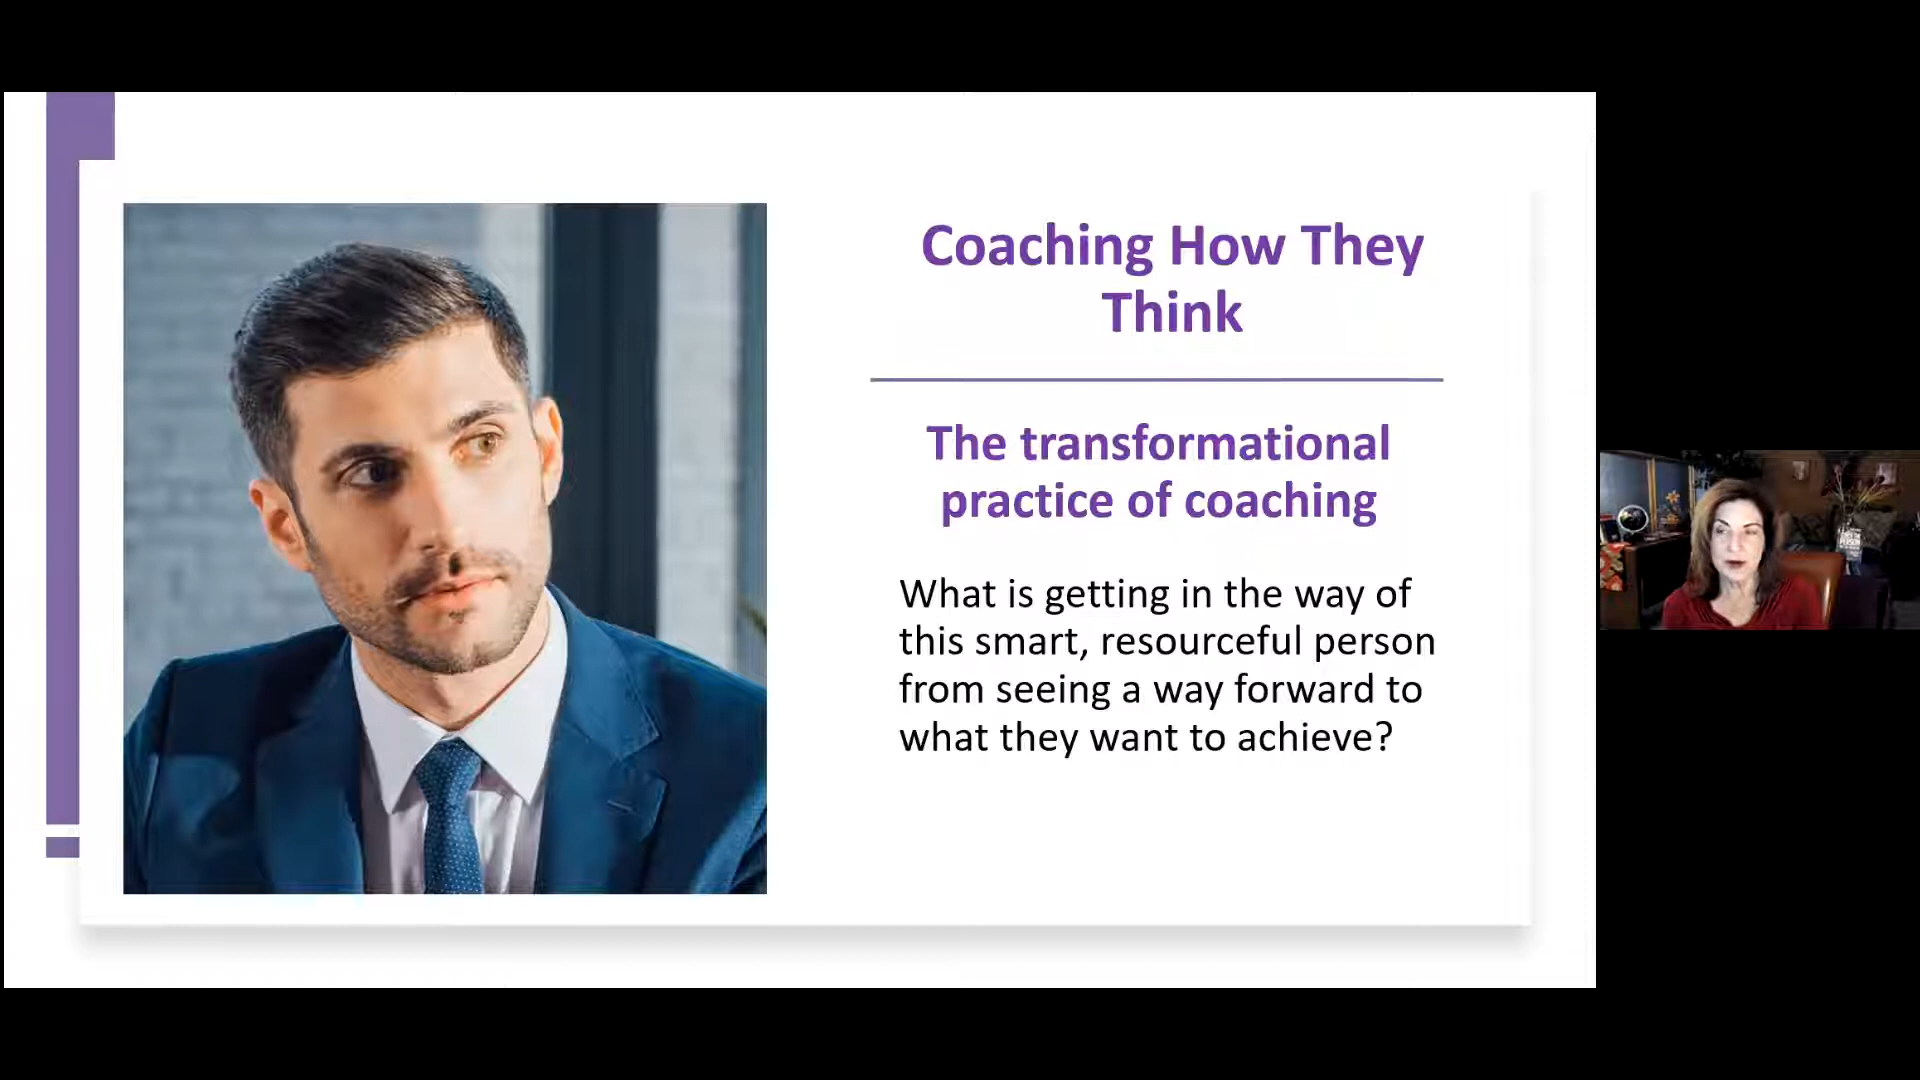 Coaching How They
Think
The transformational
practice of coaching
What is getting in the way of
this smart, resourceful person
from seeing a way forward to
what they want to achieve?